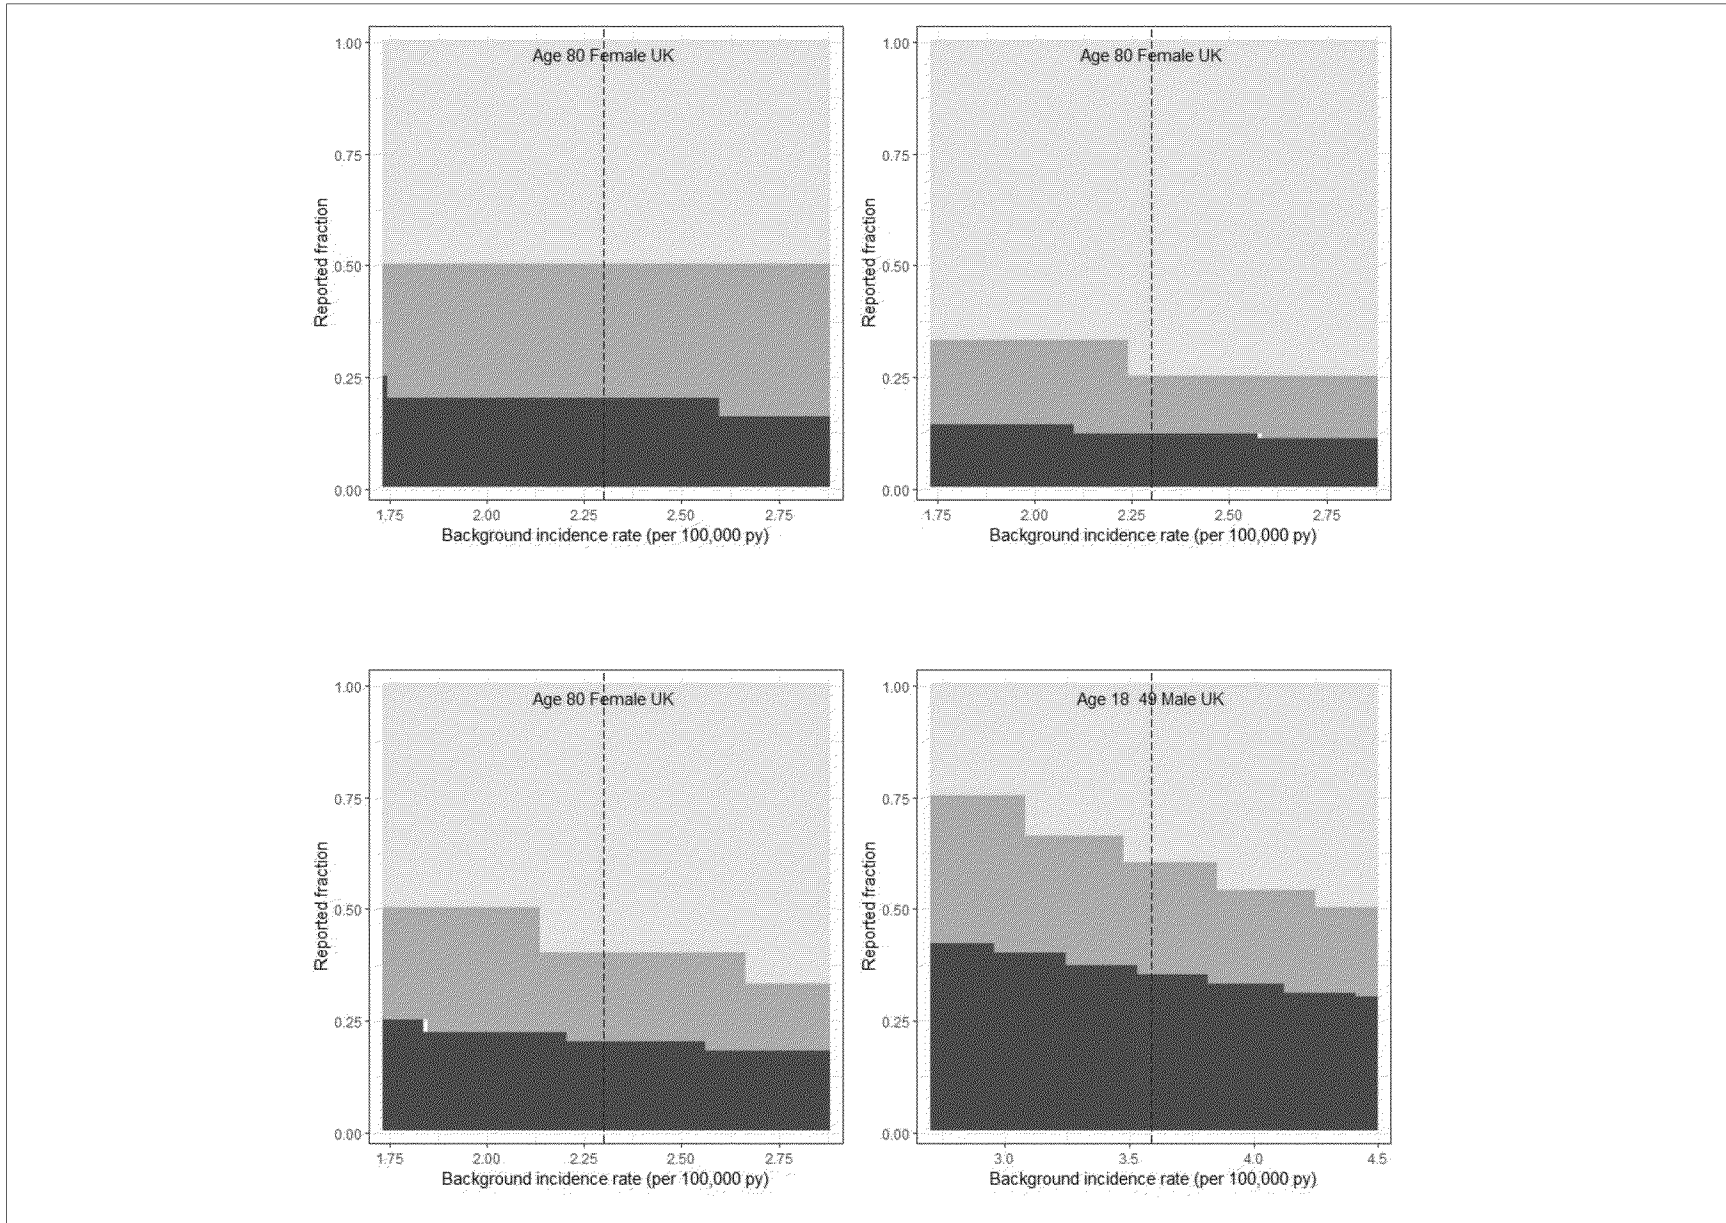 Age 80 Female UK
Reported fraction
1.00
0.75
0.50
0.25
0.00
1.75 2.00 2.25 2.50 2.75
Background incidence rate (per 100,000 py)
Age 80 Female UK
Reported fraction
1.00
0.75
0.50
0.25
0.00
1.75 2.00 2.25 2.50 2.75
Background incidence rate (per 100,000 py)
Age 80 Female UK
Reported fraction
1.00
0.75
0.50
0.25
0.00
1.75 2.00 2.25 2.50 2.75
Background incidence rate (per 100,000 py)
Age 18 49 Male UK
Reported fraction
1.00
0.75
0.50
0.25
0.00
3.0 3.5 4.0 4.5
Background incidence rate (per 100,000 py)